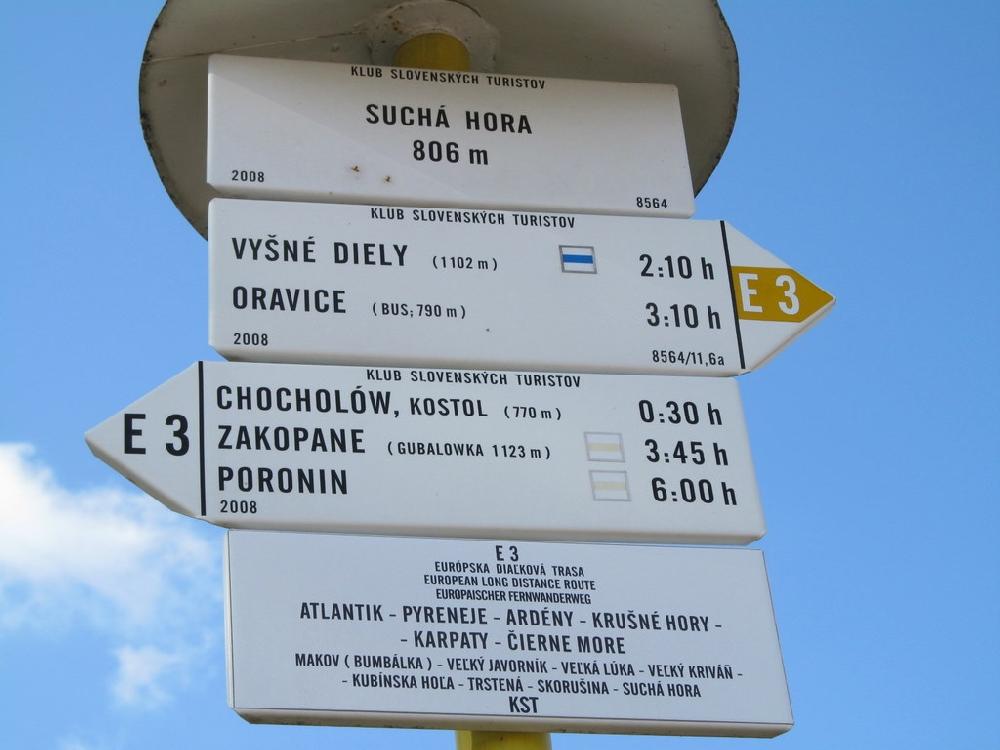 KLUB SLOVENSKÝCH TURISTOV
SUCHÁ HORA
806 m
2008 8564
KLUB SLOVENSKÝCH TURISTOV
VYŠNÉ DIELY (1102 m) 2:10 h
E 3
ORAVICE (BUS; 790 m) 3:10 h
2008 8564/11,6a
KLUB SLOVENSKÝCH TURISTOV
CHOCHOLÓW, KOSTOL (770 m) 0:30 h
E 3
ZAKOPANE (GUBALOWKA 1123 m) 3:45 h
PORONIN 6:00 h
2008
E 3
EURÓPSKA DIAĽKOVÁ TRASA
EUROPEAN LONG DISTANCE ROUTE
EUROPAISCHER FERNWANDERWEG
ATLANTIK - PYRENEJE - ARDÉNY - KRUŠNÉ HORY -
- KARPATY - ČIERNE MORE
MAKOV ( BUMBÁLKA ) - VEĽKÝ JAVORNÍK - VEĽKÁ LÚKA - VEĽKÝ KRIVÁŇ -
- KUBÍNSKA HOĽA - TRSTENÁ - SKORUŠINA - SUCHÁ HORA
KST